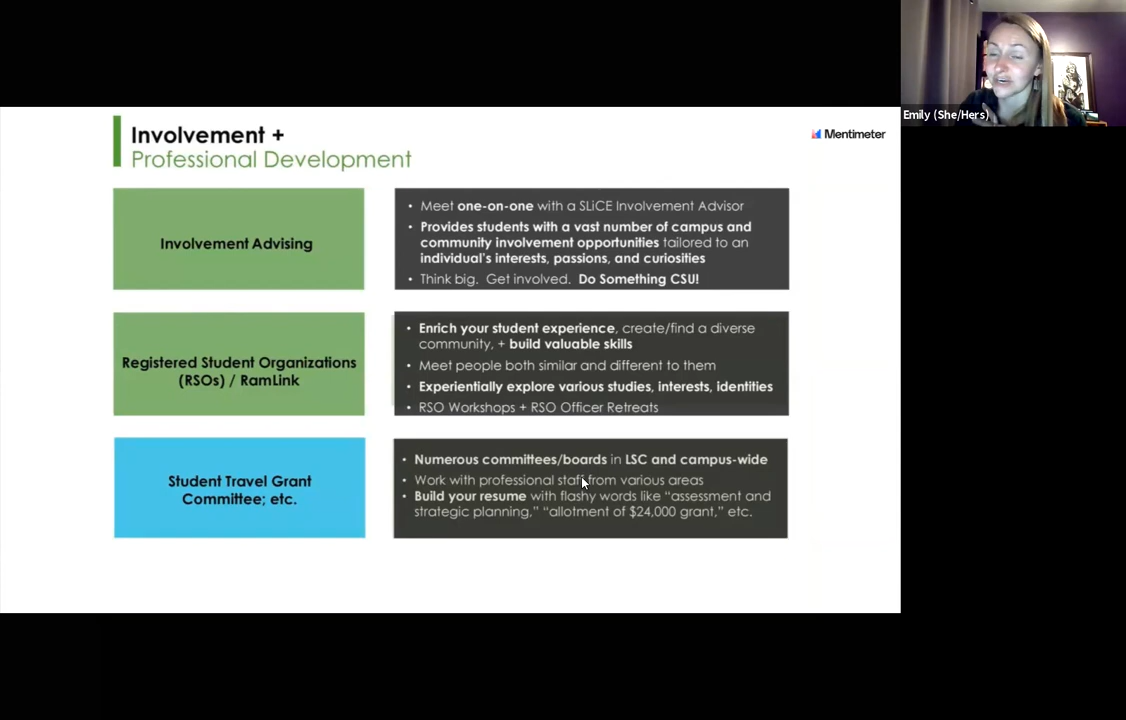 Emily (She/Hers)
Involvement +
Professional Development
Mentimeter
Involvement Advising
• Meet one-on-one with a SLiCE Involvement Advisor
• Provides students with a vast number of campus and
community involvement opportunities tailored to an
individual's interests, passions, and curiosities
• Think big. Get involved. Do Something CSU!
Registered Student Organizations
(RSOs) / RamLink
• Enrich your student experience, create/find a diverse
community, + build valuable skills
• Meet people both similar and different to them
• Experientially explore various studies, interests, identities
• RSO Workshops + RSO Officer Retreats
Student Travel Grant
Committee; etc.
• Numerous committees/boards in LSC and campus-wide
• Work with professional staff from various areas
• Build your resume with flashy words like “assessment and
strategic planning,” “allotment of $24,000 grant,” etc.